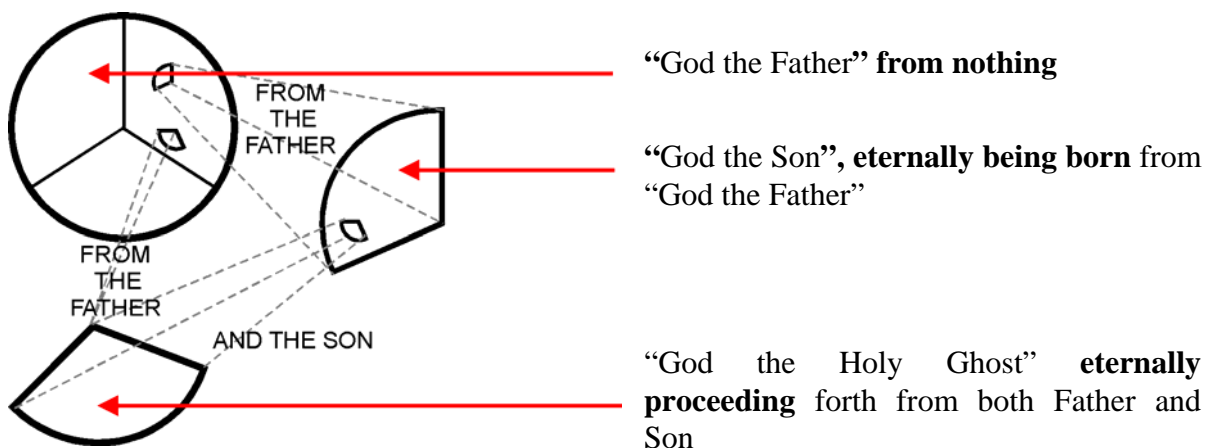 “God the Father” from nothing
FROM
THE
FATHER
“God the Son”, eternally being born from
“God the Father”
FROM
THE
FATHER
AND THE SON
“God the Holy Ghost” eternally
proceeding forth from both Father and
Son